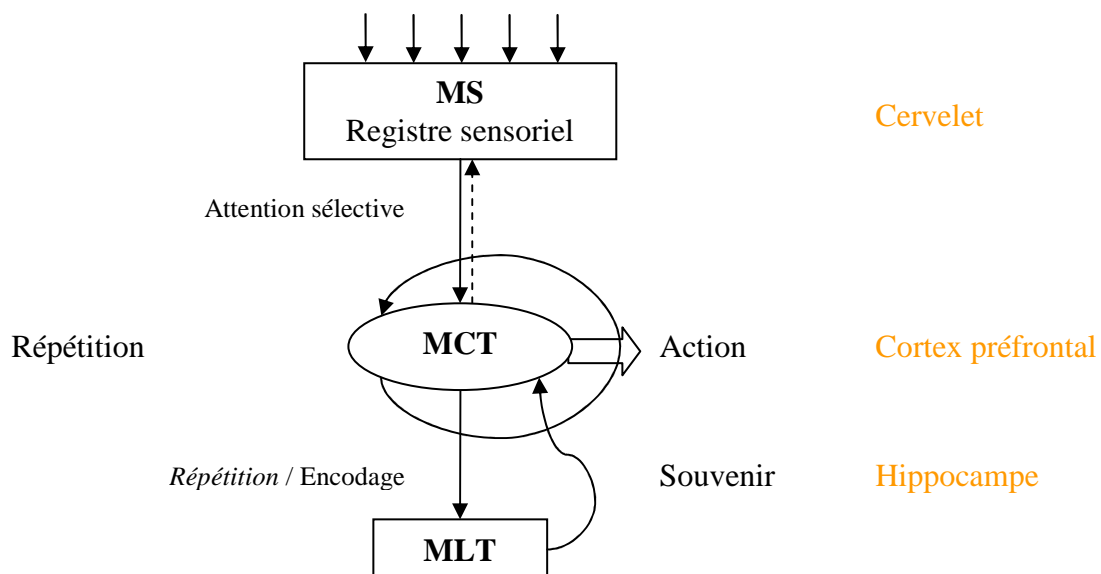 MS
Registre sensoriel
Cervelet
Attention sélective
Répétition
MCT
Action
Cortex préfrontal
Répétition / Encodage
Souvenir
Hippocampe
MLT